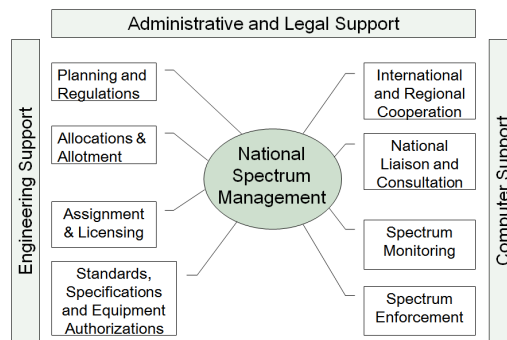 Administrative and Legal Support
Engineering Support
Planning and
Regulations
Allocations &
Allotment
Assignment
& Licensing
Standards,
Specifications
and Equipment
Authorizations
National
Spectrum
Management
International
and Regional
Cooperation
National
Liaison and
Consultation
Spectrum
Monitoring
Spectrum
Enforcement
Computer Support